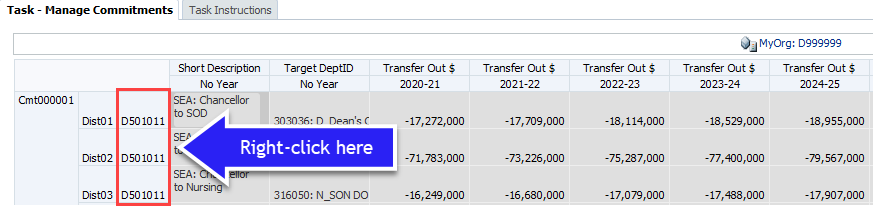 Task - Manage Commitments Task Instructions
MyOrg: D999999
Short Description Target DeptID Transfer Out $ Transfer Out $ Transfer Out $ Transfer Out $ Transfer Out $
No Year No Year 2020-21 2021-22 2022-23 2023-24 2024-25
Cmt000001 SEA: Chancellor
to SOD
Dist01 D501011 303036: D_Dean's -17,272,000 -17,709,000 -18,114,000 -18,529,000 -18,955,000
SEA:
Right-click here
Dist02 D501011 -71,783,000 -73,226,000 -75,287,000 -77,400,000 -79,567,000
SEA:
to Nursing
Dist03 D501011 316050: N_SON DO -16,249,000 -16,680,000 -17,079,000 -17,488,000 -17,907,000